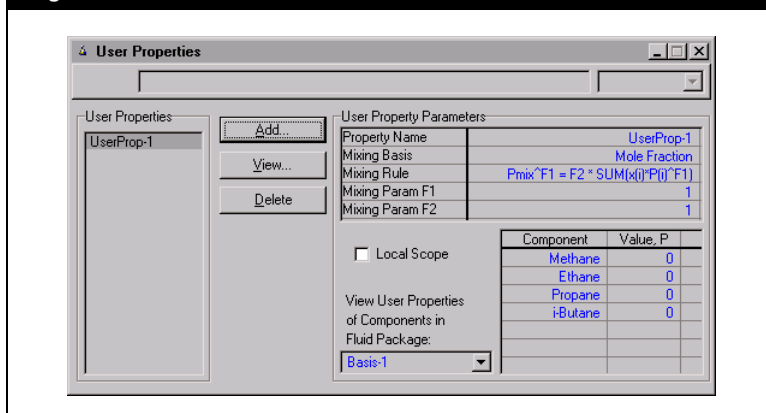 User Properties
User Properties
UserProp-1
Add...
View...
Delete
User Property Parameters
Property Name UserProp-1
Mixing Basis Mole Fraction
Mixing Rule Pmix^F1 = F2 * SUM(x(i)*P(i)^F1)
Mixing Param F1 1
Mixing Param F2 1
Local Scope
View User Properties
of Components in
Fluid Package:
Basis-1
Component Value, P
Methane 0
Ethane 0
Propane 0
i-Butane 0